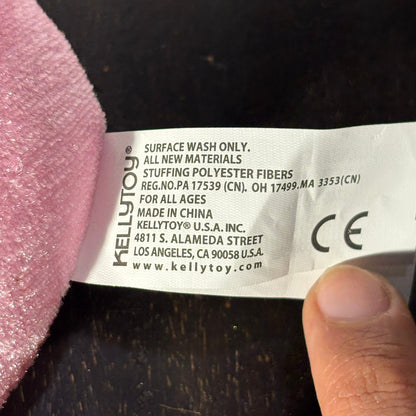 KELLYTOY®
SURFACE WASH ONLY.
ALL NEW MATERIALS
STUFFING POLYESTER FIBERS
REG.NO.PA 17539 (CN). OH 17499.MA 3353(CN)
FOR ALL AGES
MADE IN CHINA
KELLYTOY® U.S.A. INC.
4811 S. ALAMEDA STREET
LOS ANGELES, CA 90058 U.S.A.
www.kellytoy.com
CE